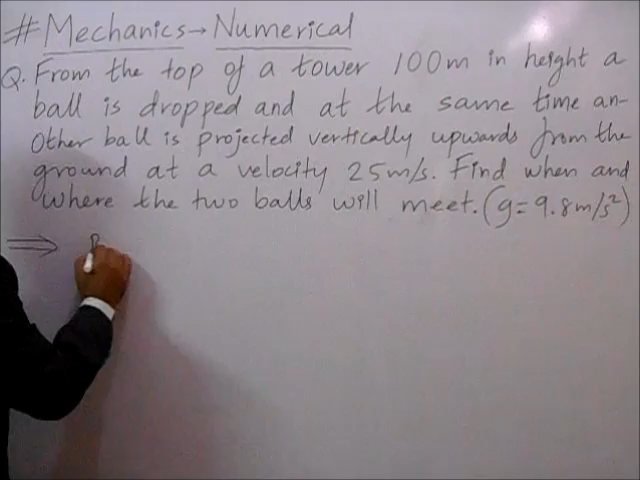 # Mechanics → Numerical
Q. From the top of a tower 100m in height a
ball is dropped and at the same time an-
Other ball is projected vertically upwards from the
ground at a velocity 25m/s. Find when and
where the two balls will meet. (g = 9.8m/s²)
⇒